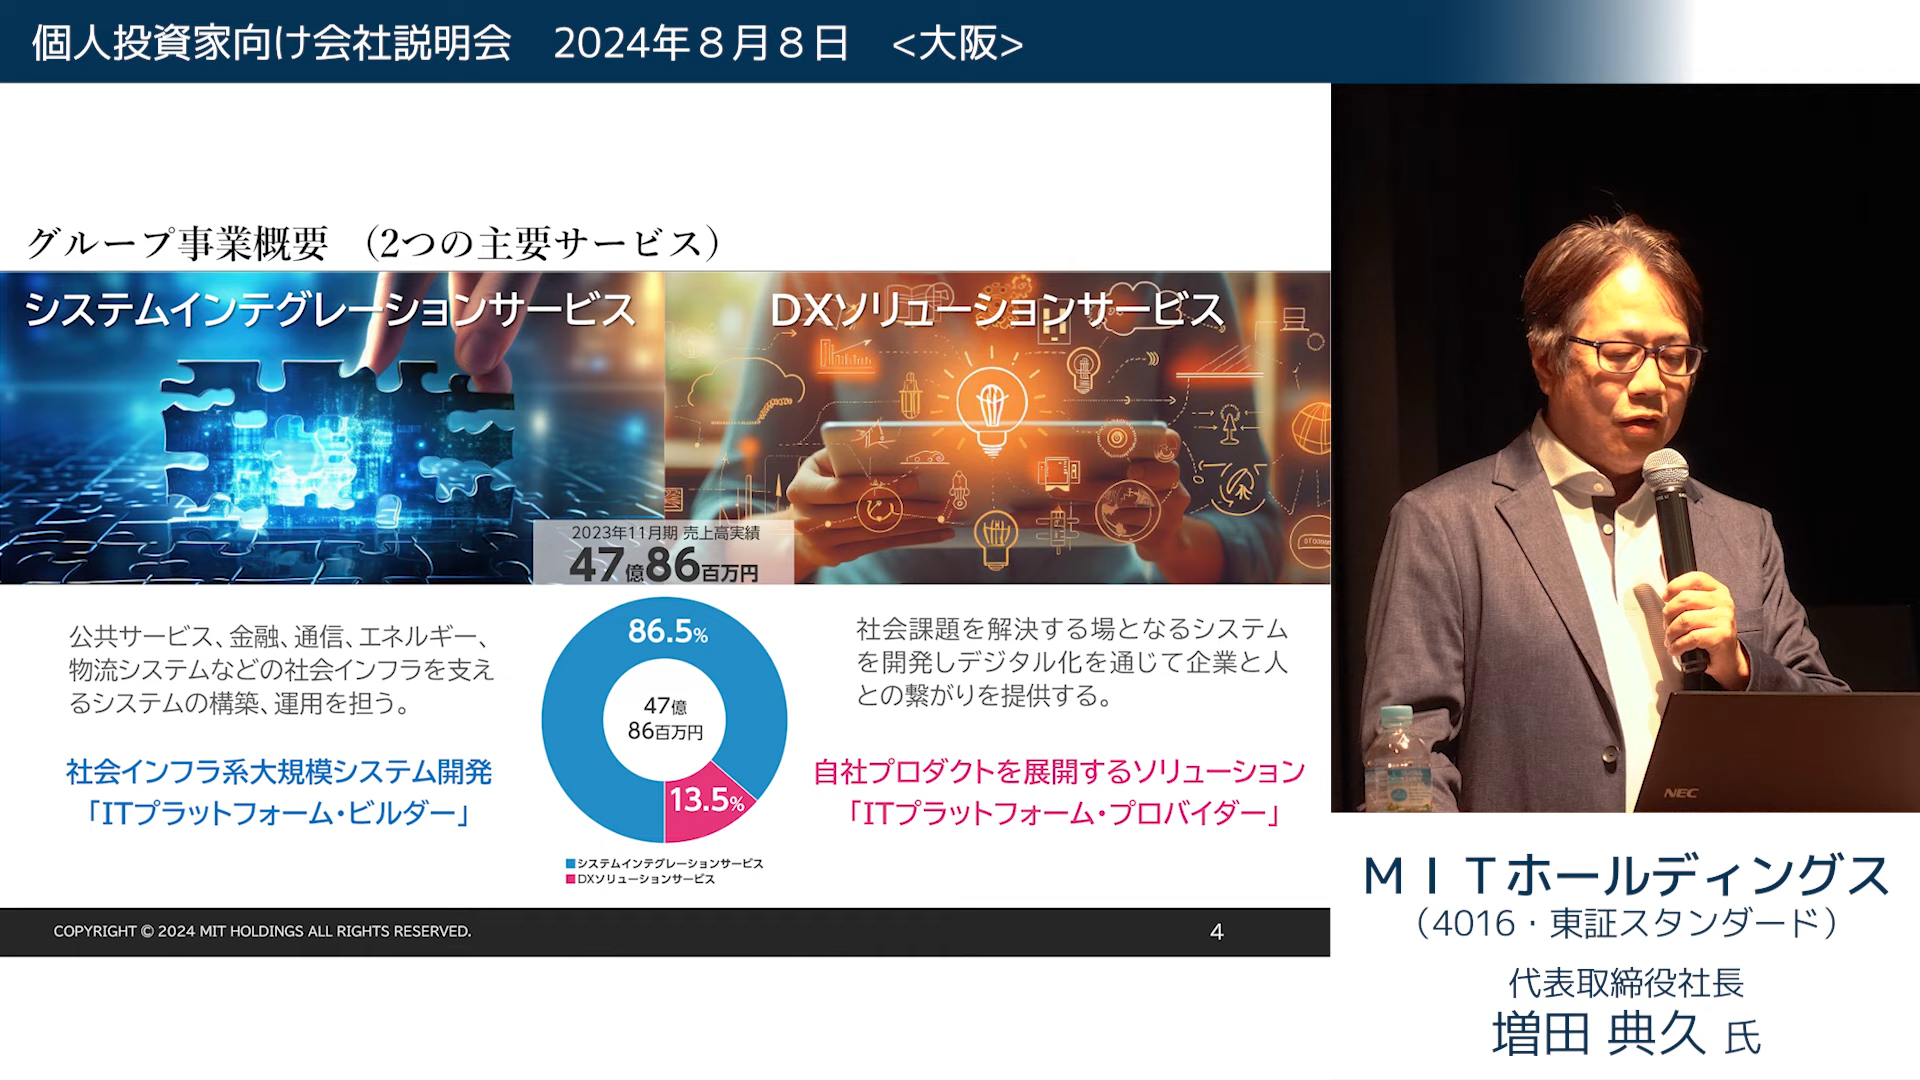 個人投資家向け会社説明会　2024年８月８日　<大阪>
グループ事業概要 （2つの主要サービス）
システムインテグレーションサービス
DXソリューションサービス
2023年11月期 売上高実績
47億86百万円
公共サービス、金融、通信、エネルギー、
物流システムなどの社会インフラを支え
るシステムの構築、運用を担う。
社会インフラ系大規模システム開発
「ITプラットフォーム・ビルダー」
86.5%
47億
86百万円
13.5%
■システムインテグレーションサービス
■DXソリューションサービス
社会課題を解決する場となるシステム
を開発しデジタル化を通じて企業と人
との繋がりを提供する。
自社プロダクトを展開するソリューション
「ITプラットフォーム・プロバイダー」
COPYRIGHT © 2024 MIT HOLDINGS ALL RIGHTS RESERVED.
4
NEC
ＭＩＴホールディングス
（4016・東証スタンダード）
代表取締役社長
増田 典久 氏